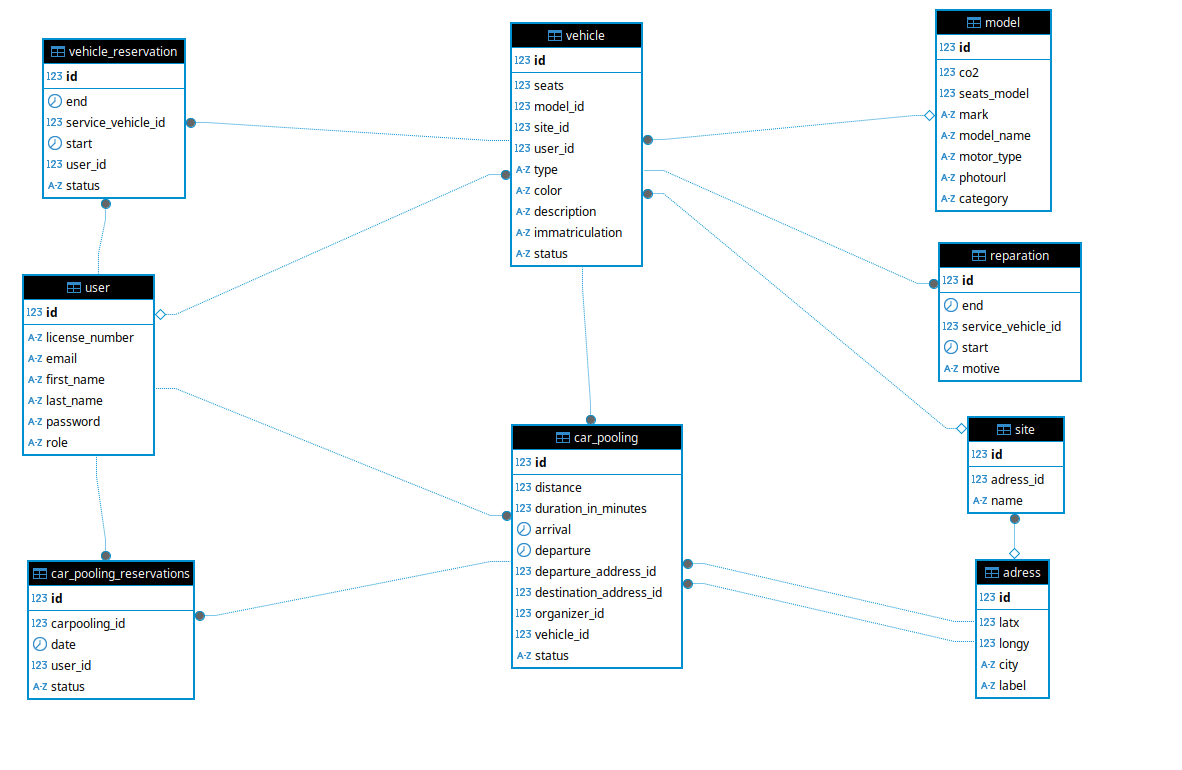 vehicle_reservation
123 id
end
123 service_vehicle_id
start
123 user_id
A-Z status
vehicle
123 id
123 seats
123 model_id
123 site_id
123 user_id
A-Z type
A-Z color
A-Z description
A-Z immatriculation
A-Z status
model
123 id
123 co2
123 seats_model
A-Z mark
A-Z model_name
A-Z motor_type
A-Z photourl
A-Z category
user
123 id
A-Z license_number
A-Z email
A-Z first_name
A-Z last_name
A-Z password
A-Z role
reparation
123 id
end
123 service_vehicle_id
start
A-Z motive
car_pooling
123 id
123 distance
123 duration_in_minutes
arrival
departure
123 departure_address_id
123 destination_address_id
123 organizer_id
123 vehicle_id
A-Z status
site
123 id
123 adress_id
A-Z name
car_pooling_reservations
123 id
123 carpooling_id
date
123 user_id
A-Z status
adress
123 id
123 latx
123 longy
A-Z city
A-Z label